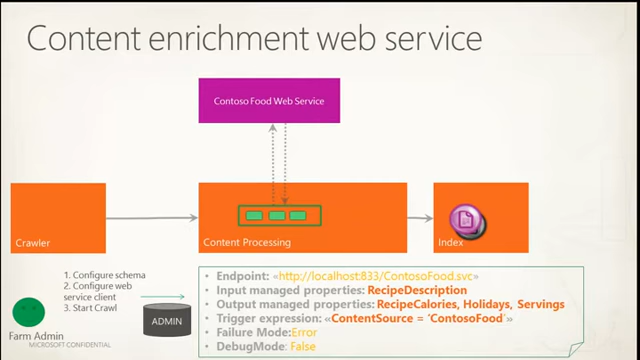 Content enrichment web service
Contoso Food Web Service
Crawler
Content Processing
Index
1. Configure schema
2. Configure web
service client
3. Start Crawl
ADMIN
Farm Admin
MICROSOFT CONFIDENTIAL
• Endpoint: «http://localhost:833/ContosoFood.svc»
• Input managed properties: RecipeDescription
• Output managed properties: RecipeCalories, Holidays, Servings
• Trigger expression: «ContentSource = ‘ContosoFood’»
• Failure Mode:Error
• DebugMode: False